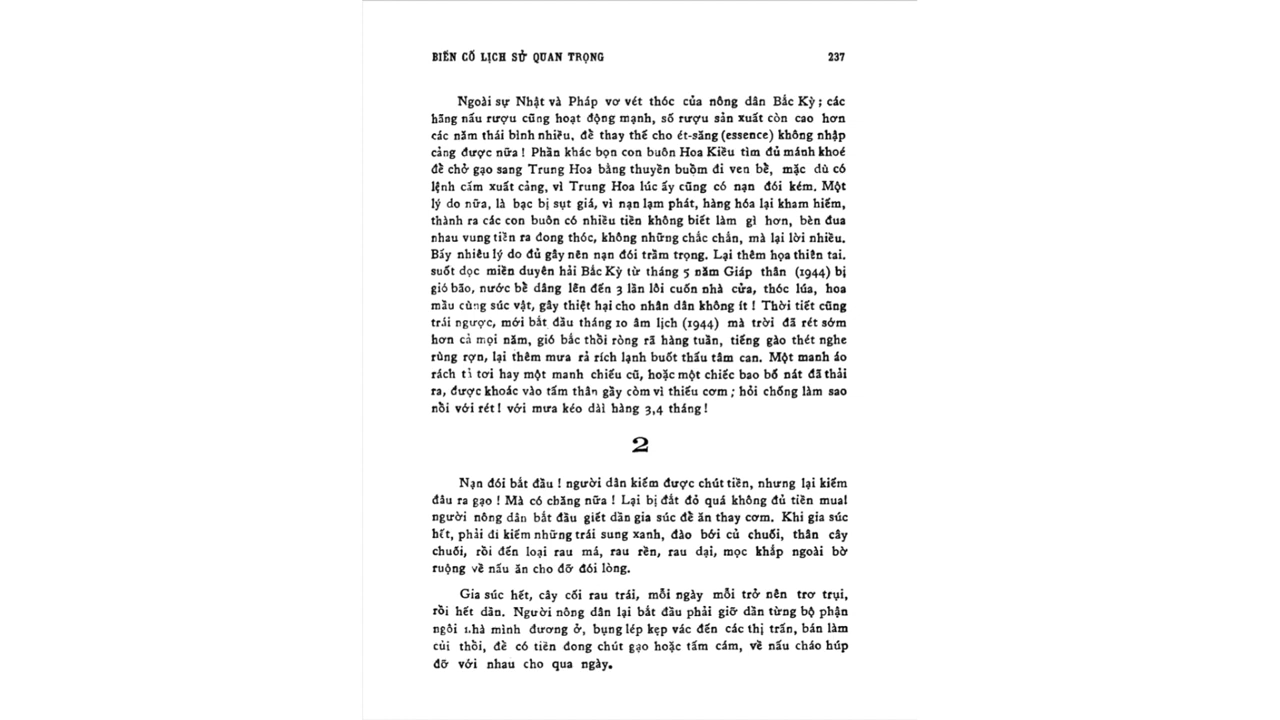 BIẾN CỐ LỊCH SỬ QUAN TRỌNG 237
Ngoài sự Nhật và Pháp vơ vét thóc của nông dân Bắc Kỳ ; các
hãng nấu rượu cũng hoạt động mạnh, số rượu sản xuất còn cao hơn
các năm thái bình nhiều, để thay thế cho ét-săng (essence) không nhập
cảng được nữa ! Phần khác bọn con buôn Hoa Kiều tìm đủ mánh khoé
để chở gạo sang Trung Hoa bằng thuyền buồm đi ven bể, mặc dù có
lệnh cấm xuất cảng, vì Trung Hoa lúc ấy cũng có nạn đói kém. Một
lý do nữa, là bạc bị sụt giá, vì nạn lạm phát, hàng hóa lại kham hiếm,
thành ra các con buôn có nhiều tiền không biết làm gì hơn, bèn đua
nhau vung tiền ra đong thóc, không những chắc chắn, mà lại lời nhiều.
Bấy nhiêu lý do đủ gây nên nạn đói trầm trọng. Lại thêm họa thiên tai.
suốt dọc miền duyên hải Bắc Kỳ từ tháng 5 năm Giáp thân (1944) bị
gió bão, nước bể dâng lên đến 3 lần lôi cuốn nhà cửa, thóc lúa, hoa
mầu cùng súc vật, gây thiệt hại cho nhân dân không ít ! Thời tiết cũng
trái ngược, mới bắt đầu tháng 10 âm lịch (1944) mà trời đã rét sớm
hơn cả mọi năm, gió bắc thổi ròng rã hàng tuần, tiếng gào thét nghe
rùng rợn, lại thêm mưa rả rích lạnh buốt thấu tâm can. Một manh áo
rách tì tơi hay một manh chiếu cũ, hoặc một chiếc bao bố nát đã thải
ra, được khoác vào tấm thân gầy còm vì thiếu cơm ; hỏi chống làm sao
nổi với rét ! với mưa kéo dài hàng 3,4 tháng !
2
Nạn đói bắt đầu ! người dân kiếm được chút tiền, nhưng lại kiếm
đâu ra gạo ! Mà có chăng nữa ! Lại bị đắt đỏ quá không đủ tiền mua!
người nông dân bắt đầu giết dần gia súc để ăn thay cơm. Khi gia súc
hết, phải đi kiếm những trái sung xanh, đào bới củ chuối, thân cây
chuối, rồi đến loại rau má, rau rền, rau dại, mọc khắp ngoài bờ
ruộng về nấu ăn cho đỡ đói lòng.
Gia súc hết, cây cối rau trái, mỗi ngày mỗi trở nên trơ trụi,
rồi hết dần. Người nông dân lại bắt đầu phải giỡ dần từng bộ phận
ngôi nhà mình đương ở, bụng lép kẹp vác đến các thị trấn, bán làm
củi thổi, để có tiền đong chút gạo hoặc tấm cám, về nấu cháo húp
đỡ với nhau cho qua ngày.